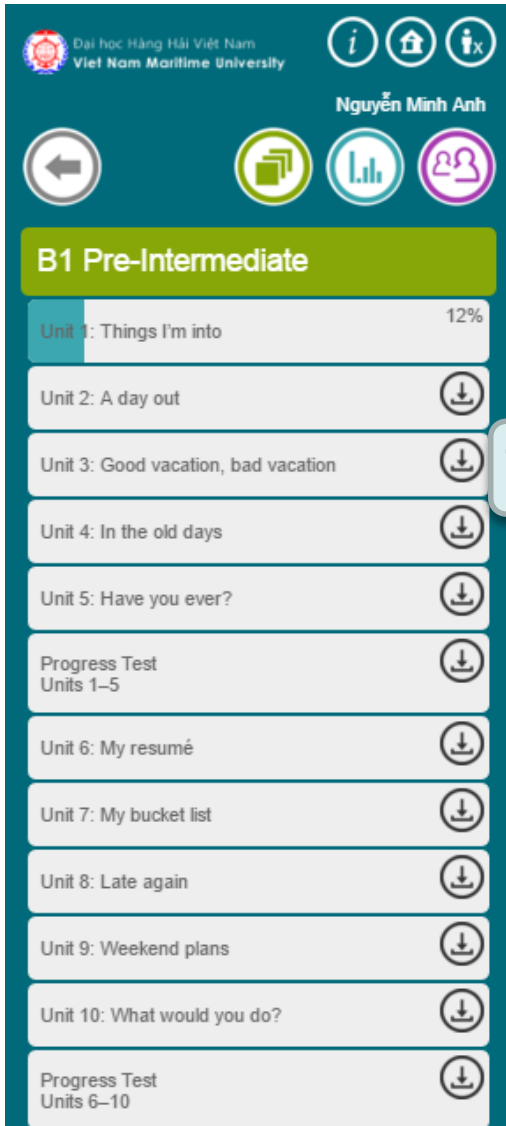 Đại học Hàng Hải Việt Nam
Viet Nam Maritime University
i
x
Nguyễn Minh Anh
B1 Pre-Intermediate
Unit 1: Things I'm into
12%
Unit 2: A day out
Unit 3: Good vacation, bad vacation
Unit 4: In the old days
Unit 5: Have you ever?
Progress Test
Units 1–5
Unit 6: My resumé
Unit 7: My bucket list
Unit 8: Late again
Unit 9: Weekend plans
Unit 10: What would you do?
Progress Test
Units 6–10